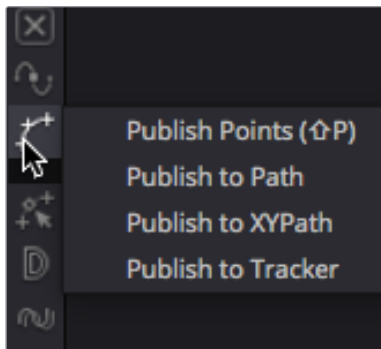 Publish Points (⇧P)
Publish to Path
Publish to XYPath
Publish to Tracker